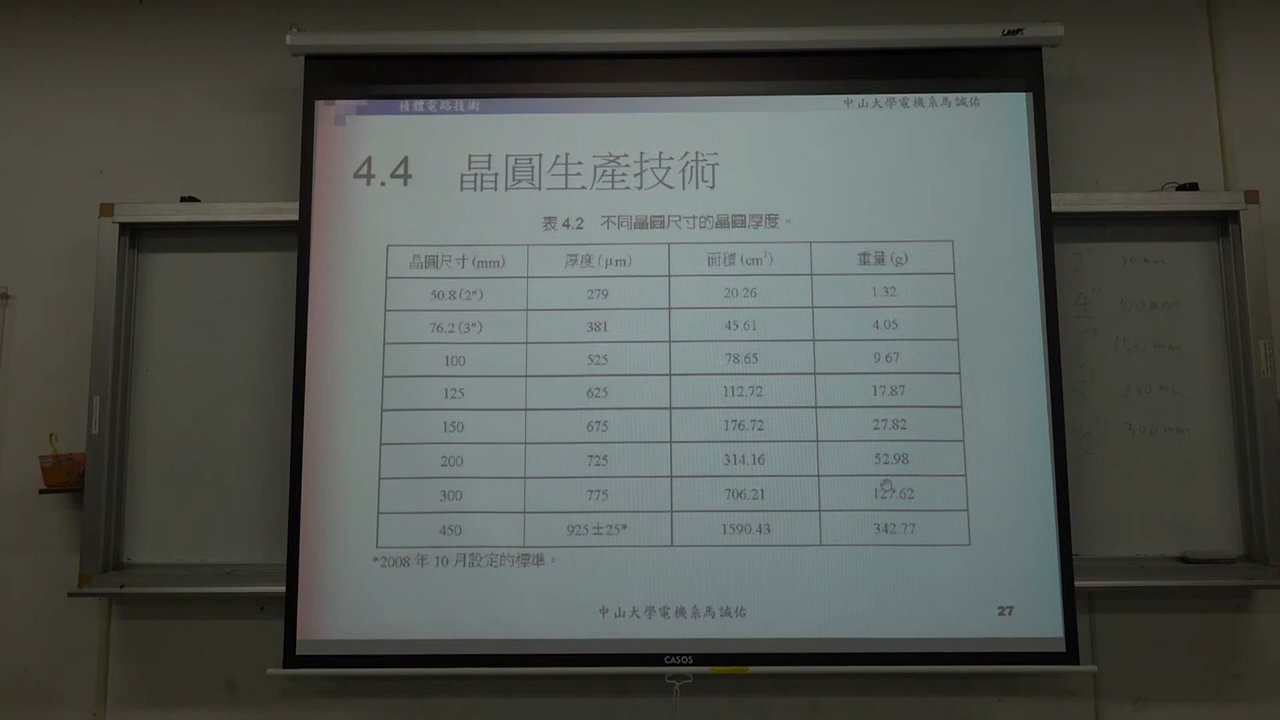 積體電路技術
中山大學電機系馬誠佑
4.4 晶圓生產技術
表 4.2 不同晶圓尺寸的晶圓厚度。
晶圓尺寸(mm) 厚度(μm) 面積(cm²) 重量(g)
50.8(2") 279 20.26 1.32
76.2(3") 381 45.61 4.05
100 525 78.65 9.67
125 625 112.72 17.87
150 675 176.72 27.82
200 725 314.16 52.98
300 775 706.21 127.62
450 925±25* 1590.43 342.77
*2008 年 10 月設定的標準。
中山大學電機系馬誠佑
27
CASOS
2"
4"
200 mm
300 mm